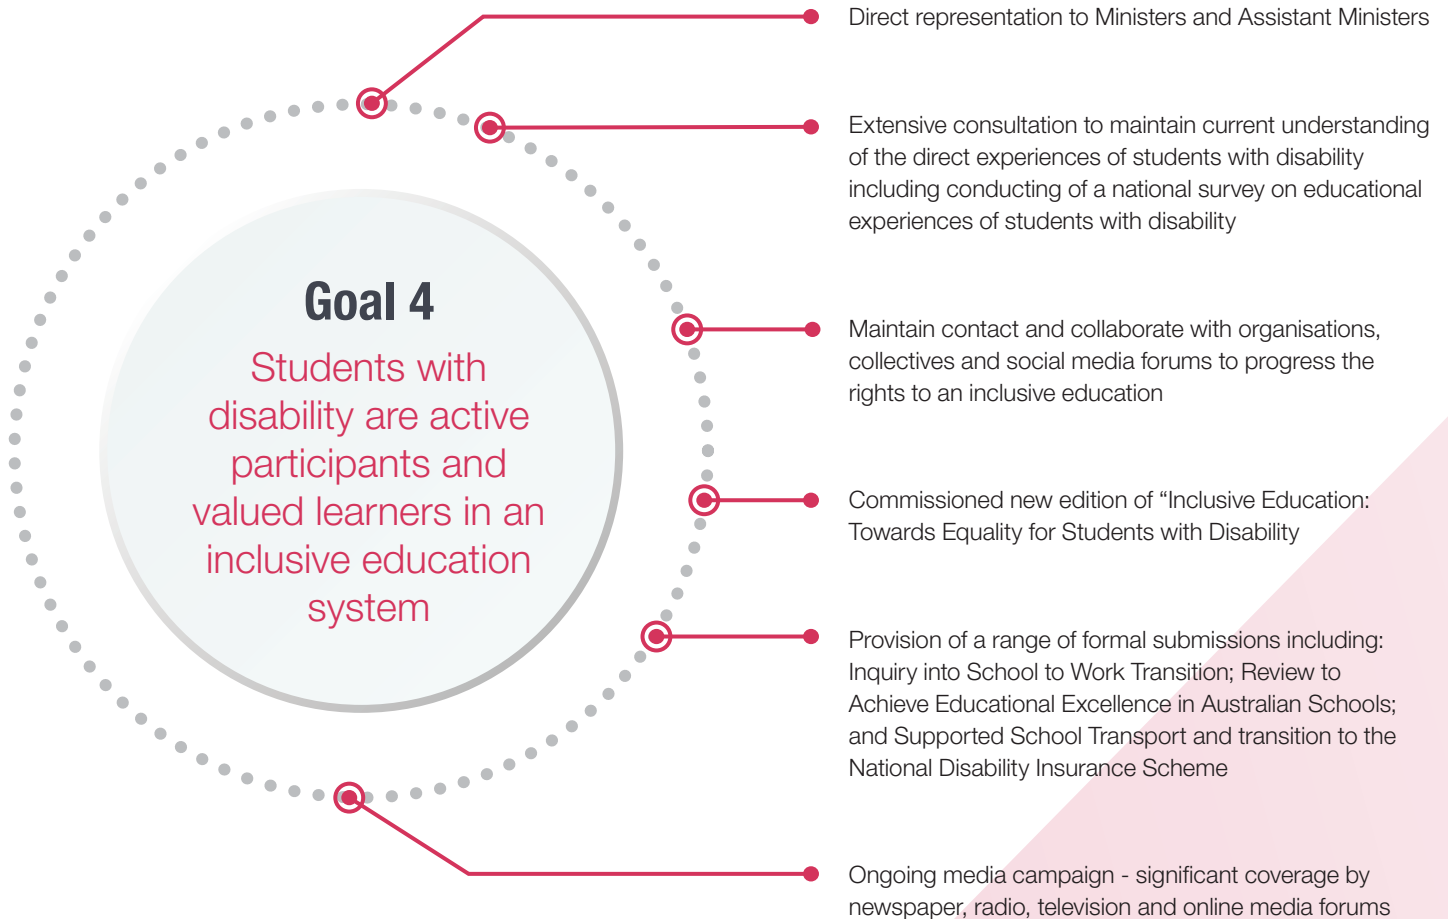 Direct representation to Ministers and Assistant Ministers
Extensive consultation to maintain current understanding
of the direct experiences of students with disability
including conducting of a national survey on educational
experiences of students with disability
Goal 4
Students with
disability are active
participants and
valued learners in an
inclusive education
system
Maintain contact and collaborate with organisations,
collectives and social media forums to progress the
rights to an inclusive education
Commissioned new edition of “Inclusive Education:
Towards Equality for Students with Disability
Provision of a range of formal submissions including:
Inquiry into School to Work Transition; Review to
Achieve Educational Excellence in Australian Schools;
and Supported School Transport and transition to the
National Disability Insurance Scheme
Ongoing media campaign - significant coverage by
newspaper, radio, television and online media forums